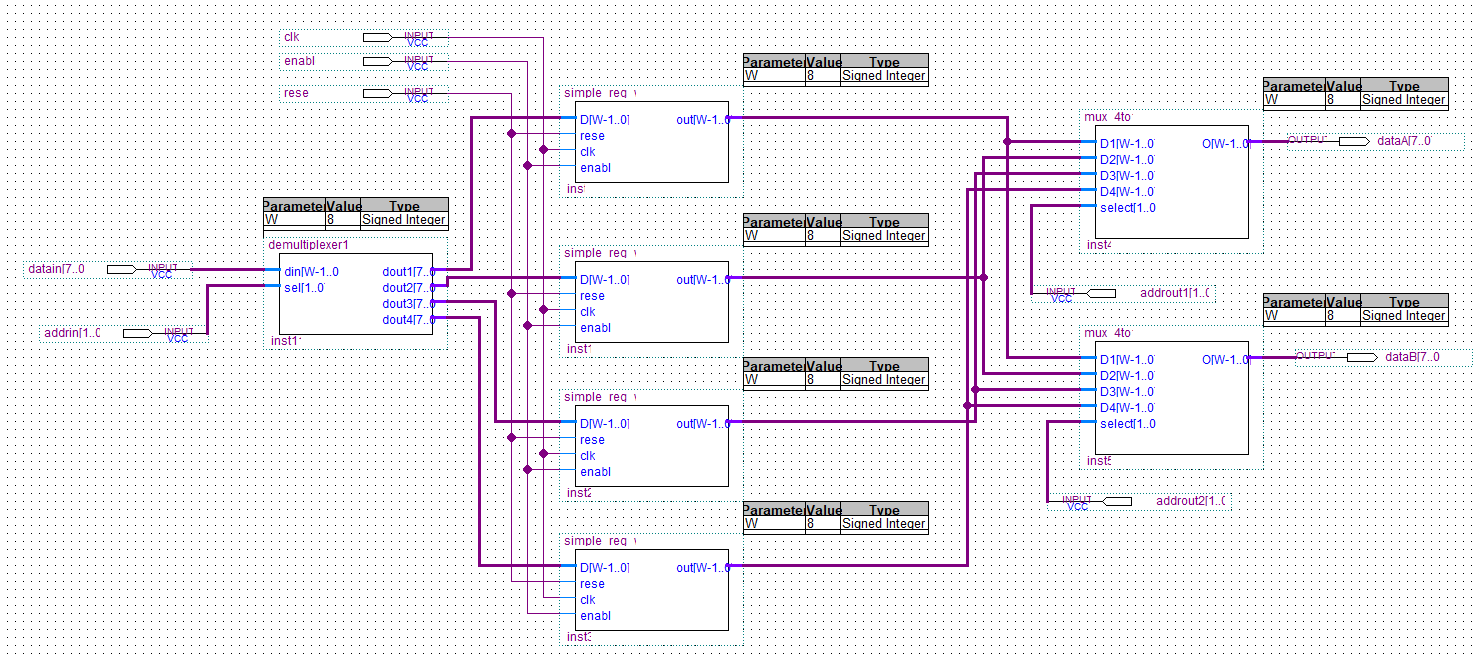 clk
INPUT
VCC
enabl
INPUT
VCC
rese
INPUT
VCC
Paramete Value Type
W 8 Signed Integer
simple_reg_w
D[W-1..0] out[W-1..0]
rese
clk
enabl
inst
Paramete Value Type
W 8 Signed Integer
mux_4to
D1[W-1..0] O[W-1..0]
D2[W-1..0]
D3[W-1..0]
D4[W-1..0]
select[1..0]
inst4
OUTPUT dataA[7..0
Paramete Value Type
W 8 Signed Integer
demultiplexer1
din[W-1..0 dout1[7..0
sel[1..0] dout2[7..0
dout3[7..0
dout4[7..0
inst1
datain[7..0
INPUT
VCC
addrin[1..0
INPUT
VCC
Paramete Value Type
W 8 Signed Integer
simple_reg_w
D[W-1..0] out[W-1..0
rese
clk
enabl
inst1
INPUT
VCC
addrout1[1..0
Paramete Value Type
W 8 Signed Integer
mux_4to
D1[W-1..0] O[W-1..0]
D2[W-1..0]
D3[W-1..0]
D4[W-1..0]
select[1..0
inst5
OUTPUT dataB[7..0
Paramete Value Type
W 8 Signed Integer
simple_reg_w
D[W-1..0] out[W-1..0
rese
clk
enabl
inst2
INPUT
VCC
addrout2[1..0
Paramete Value Type
W 8 Signed Integer
simple_reg_w
D[W-1..0] out[W-1..0
rese
clk
enabl
inst3